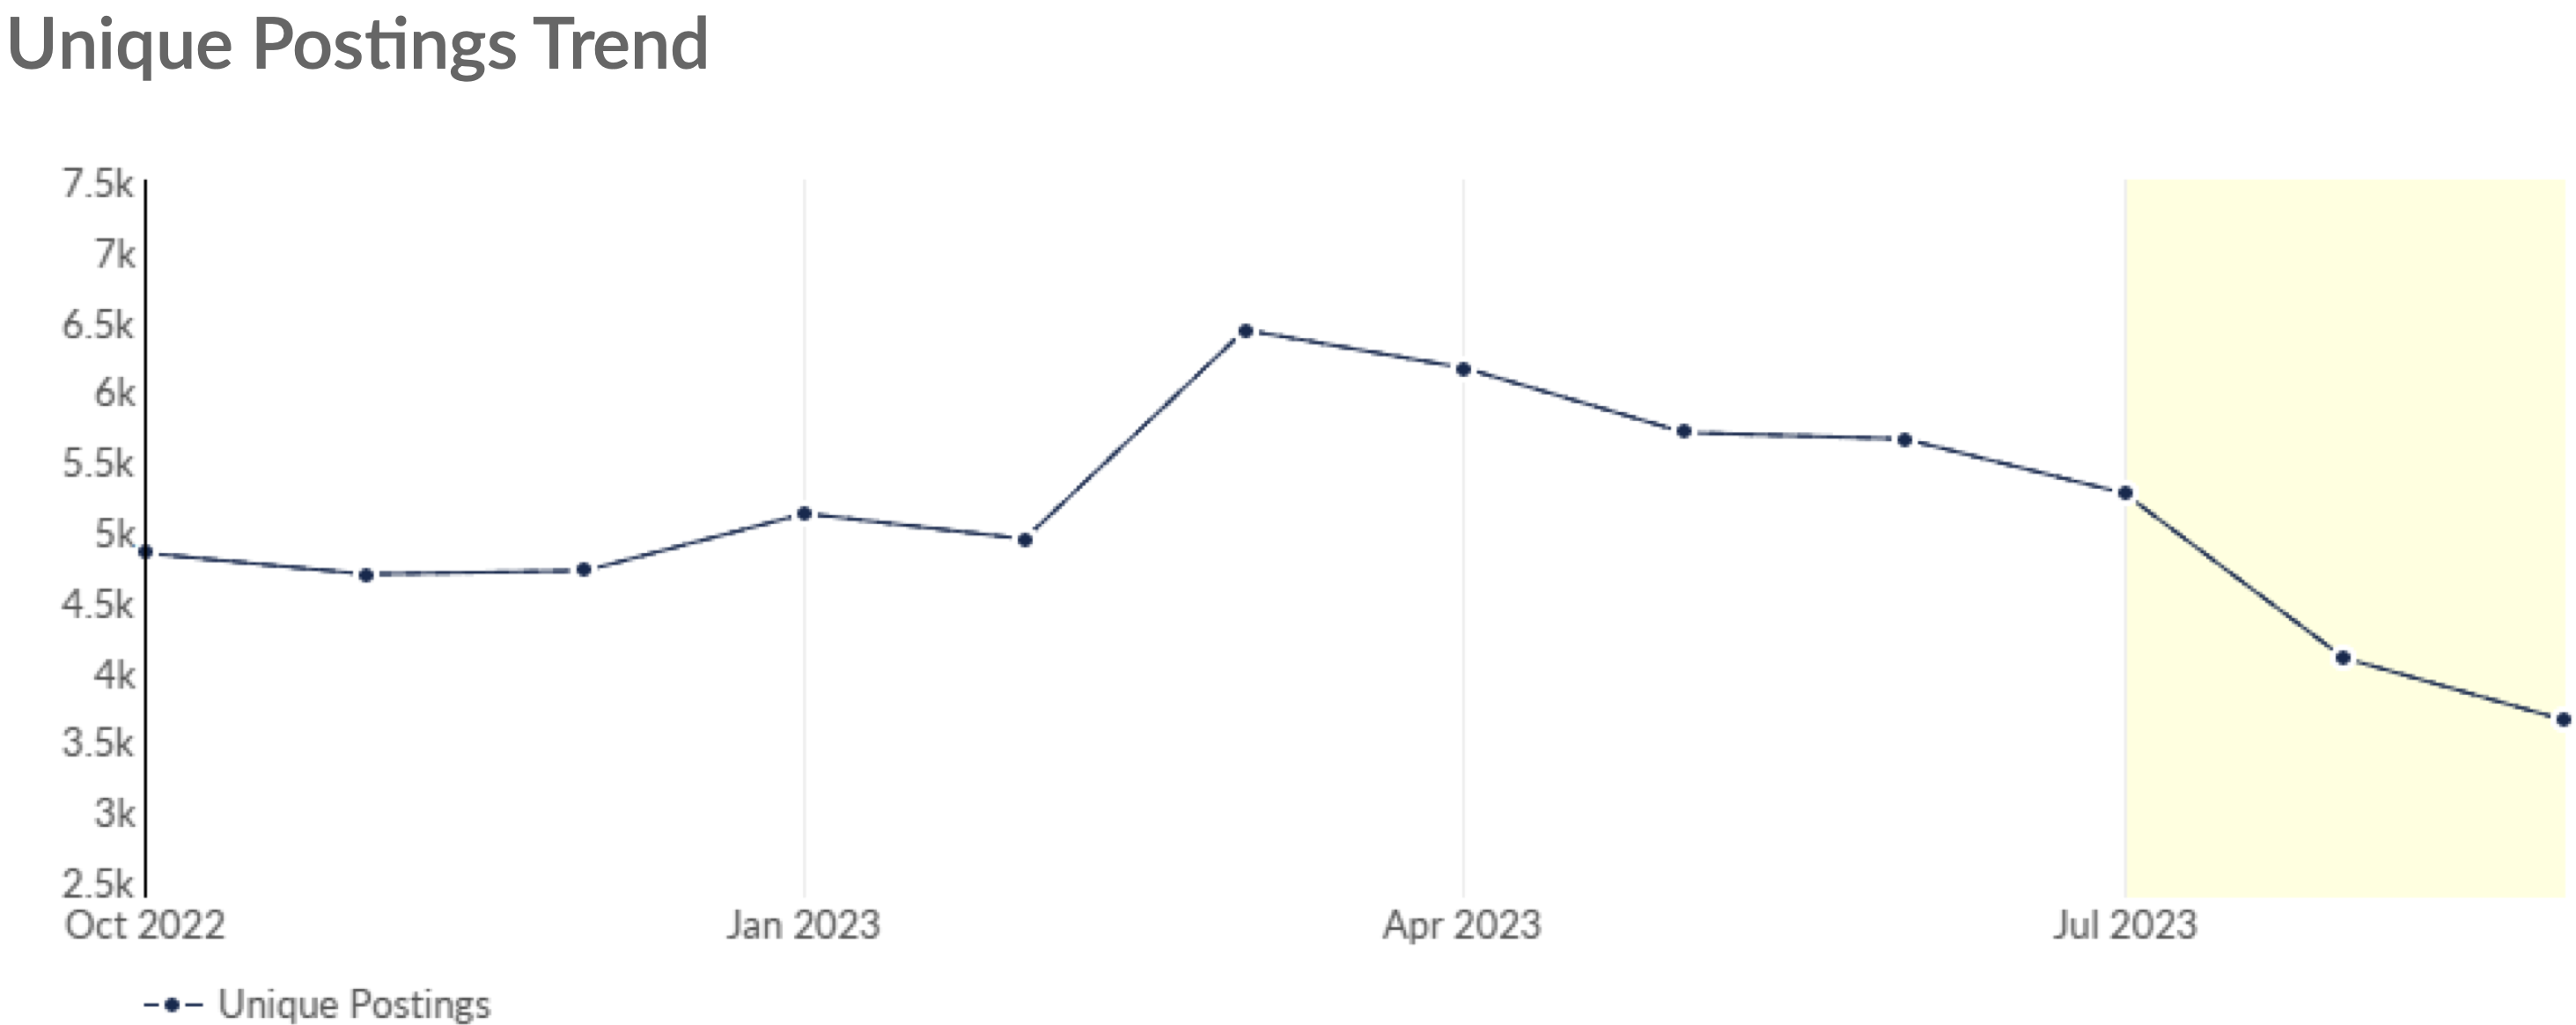 Unique Postings Trend
7.5k
7k
6.5k
6k
5.5k
5k
4.5k
4k
3.5k
3k
2.5k
Oct 2022 Jan 2023 Apr 2023 Jul 2023
Unique Postings